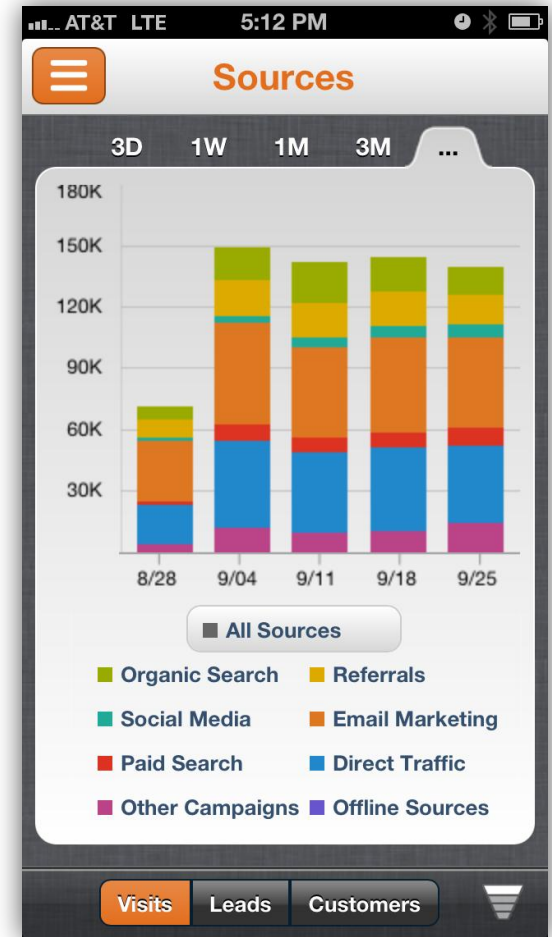 AT&T LTE 5:12 PM
Sources
3D 1W 1M 3M ...
180K
150K
120K
90K
60K
30K
8/28 9/04 9/11 9/18 9/25
All Sources
Organic Search Referrals
Social Media Email Marketing
Paid Search Direct Traffic
Other Campaigns Offline Sources
Visits Leads Customers